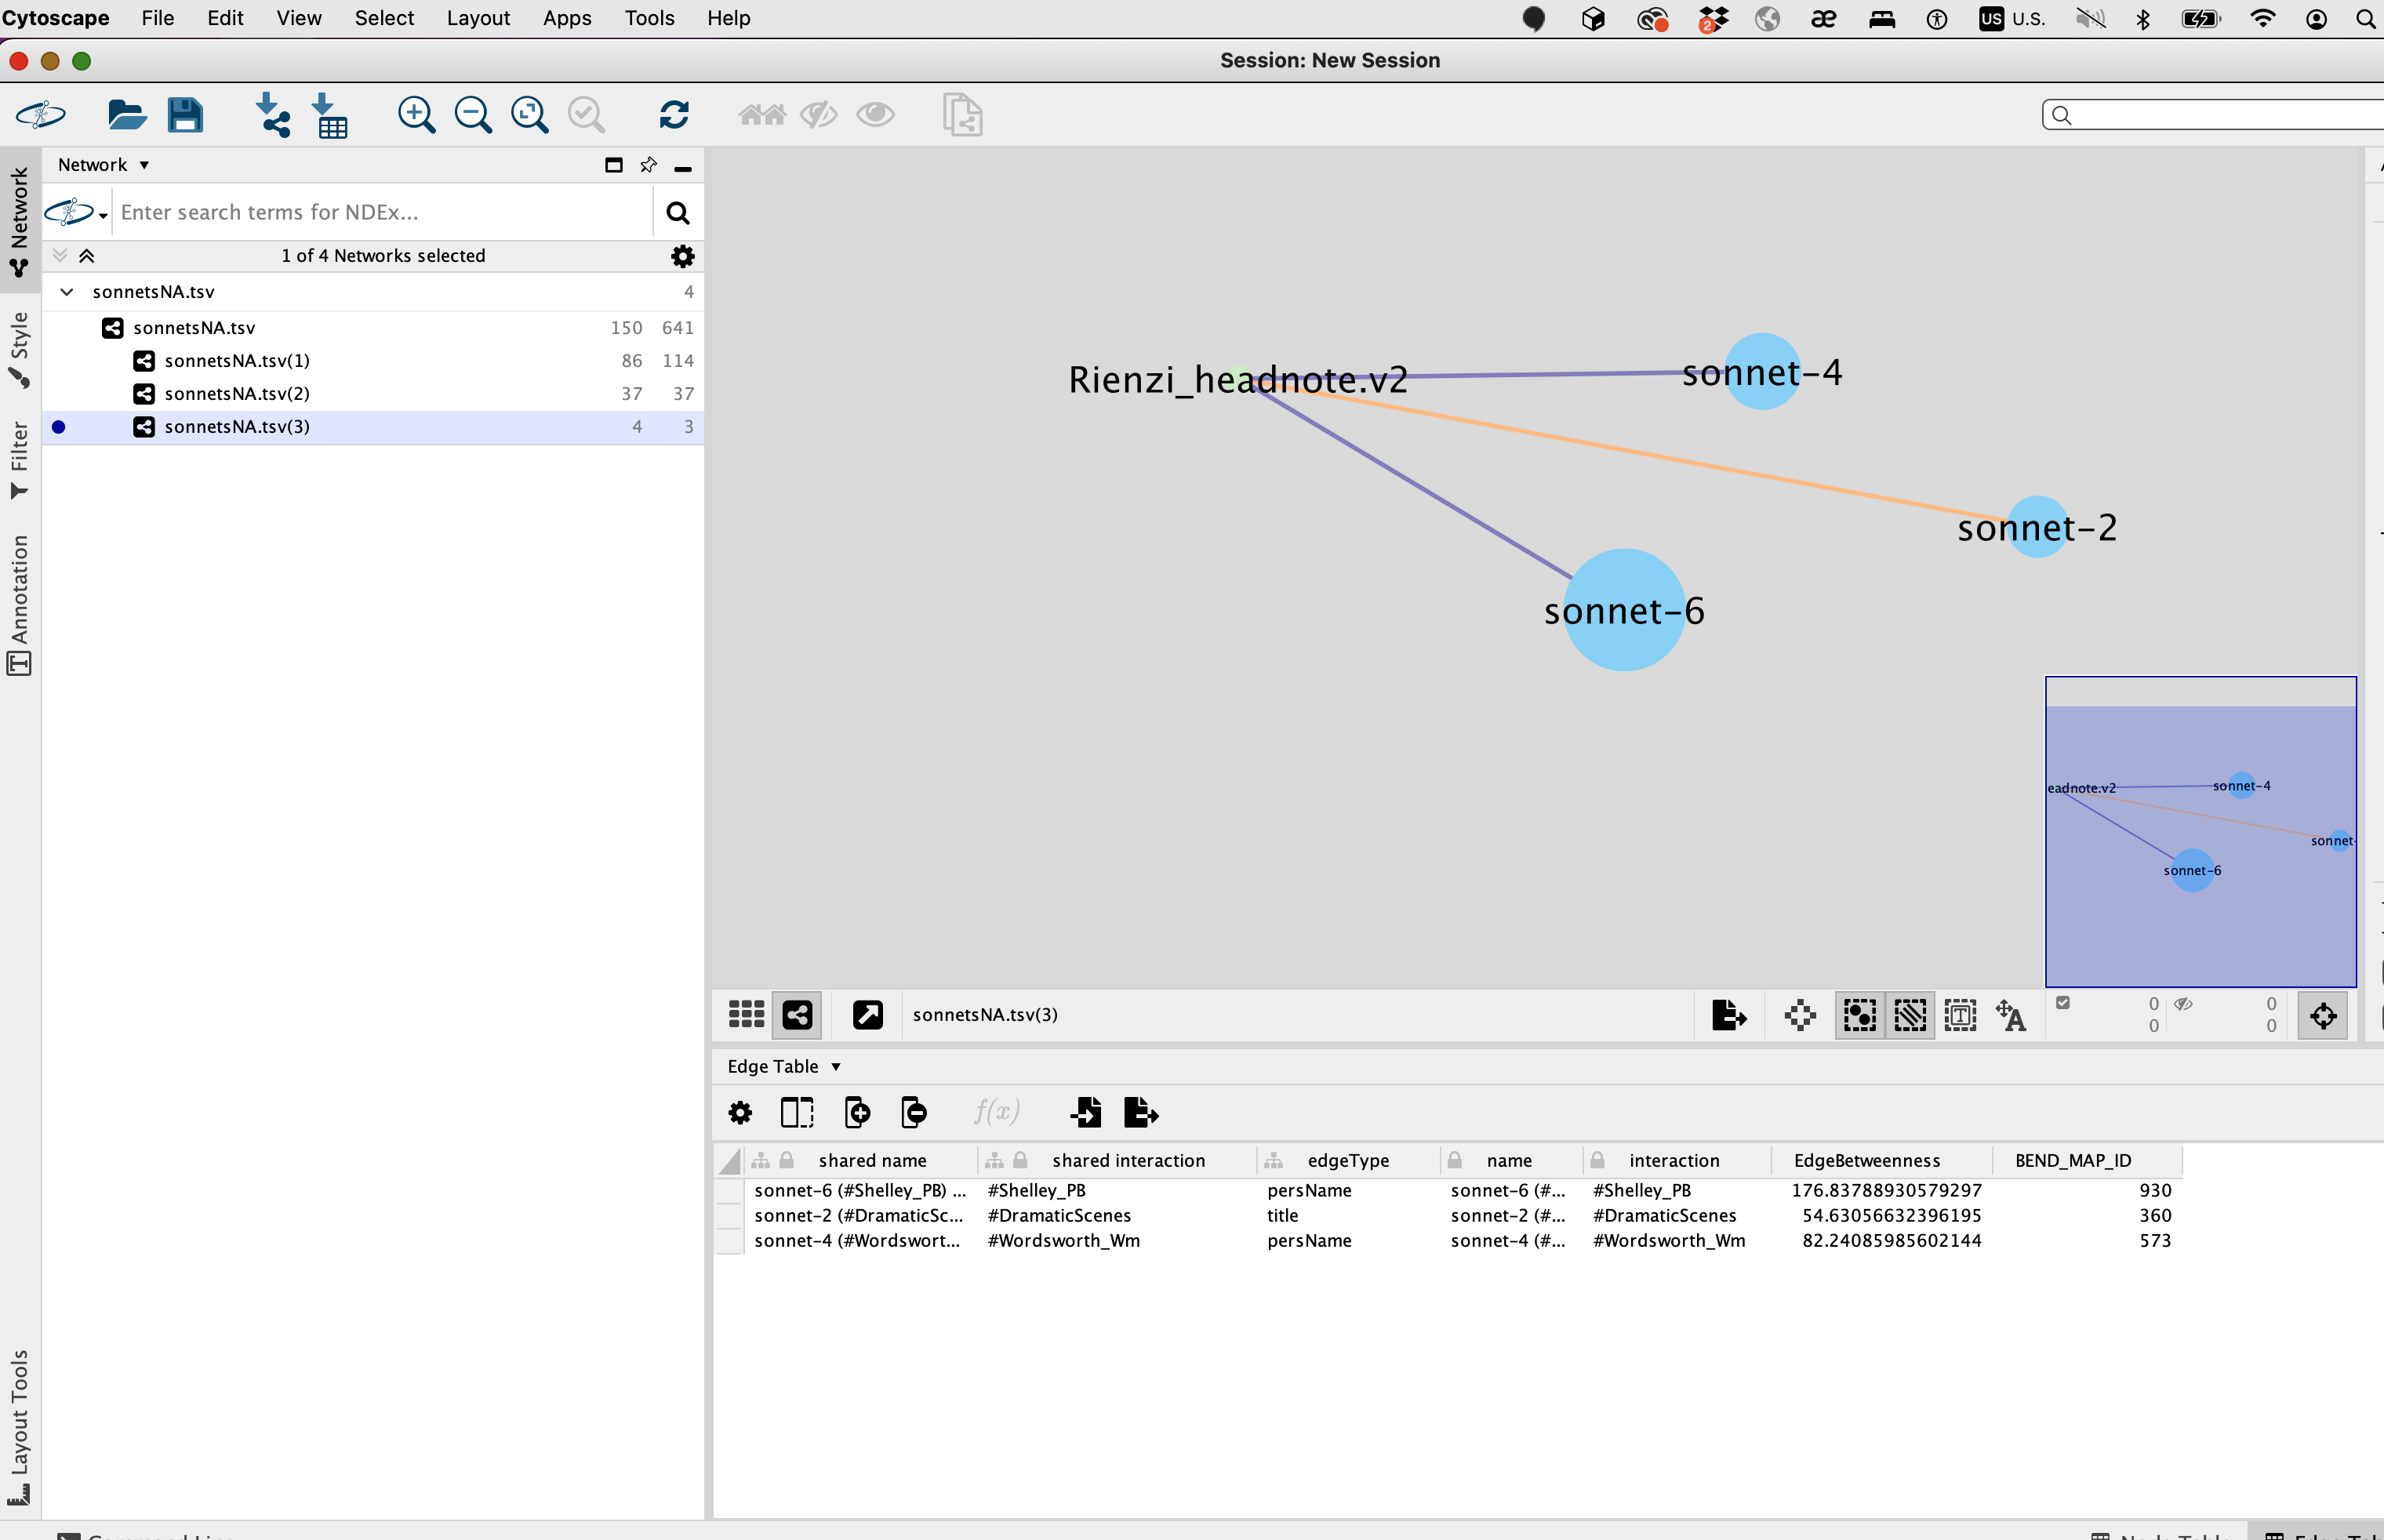 Cytoscape File Edit View Select Layout Apps Tools Help 2 æ US U.S.
Session: New Session
Network
Enter search terms for NDEx...
1 of 4 Networks selected
sonnetsNA.tsv 4
sonnetsNA.tsv 150 641
sonnetsNA.tsv(1) 86 114
sonnetsNA.tsv(2) 37 37
sonnetsNA.tsv(3) 4 3
Network
Style
Filter
Annotation
Layout Tools
Rienzi_headnote.v2
sonnet-4
sonnet-2
sonnet-6
eadnote.v2
sonnet-4
sonnet-
sonnet-6
sonnetsNA.tsv(3)
0 0
0 0
Edge Table
f(x)
shared name shared interaction edgeType name interaction EdgeBetweenness BEND_MAP_ID
sonnet-6 (#Shelley_PB) ... #Shelley_PB persName sonnet-6 (#... #Shelley_PB 176.83788930579297 930
sonnet-2 (#DramaticSc... #DramaticScenes title sonnet-2 (#... #DramaticScenes 54.63056632396195 360
sonnet-4 (#Wordswort... #Wordsworth_Wm persName sonnet-4 (#... #Wordsworth_Wm 82.24085985602144 573